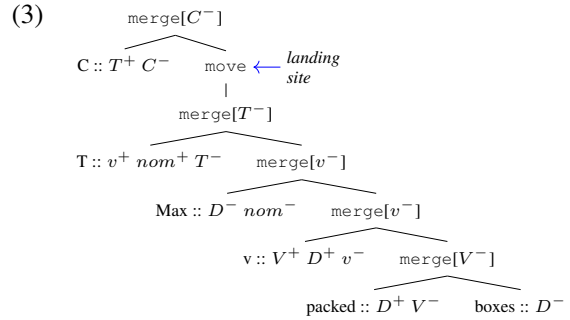 (3)
merge[C⁻]
C :: T⁺ C⁻ move ← landing site
merge[T⁻]
T :: v⁺ nom⁺ T⁻ merge[v⁻]
Max :: D⁻ nom⁻ merge[v⁻]
v :: V⁺ D⁺ v⁻ merge[V⁻]
packed :: D⁺ V⁻ boxes :: D⁻